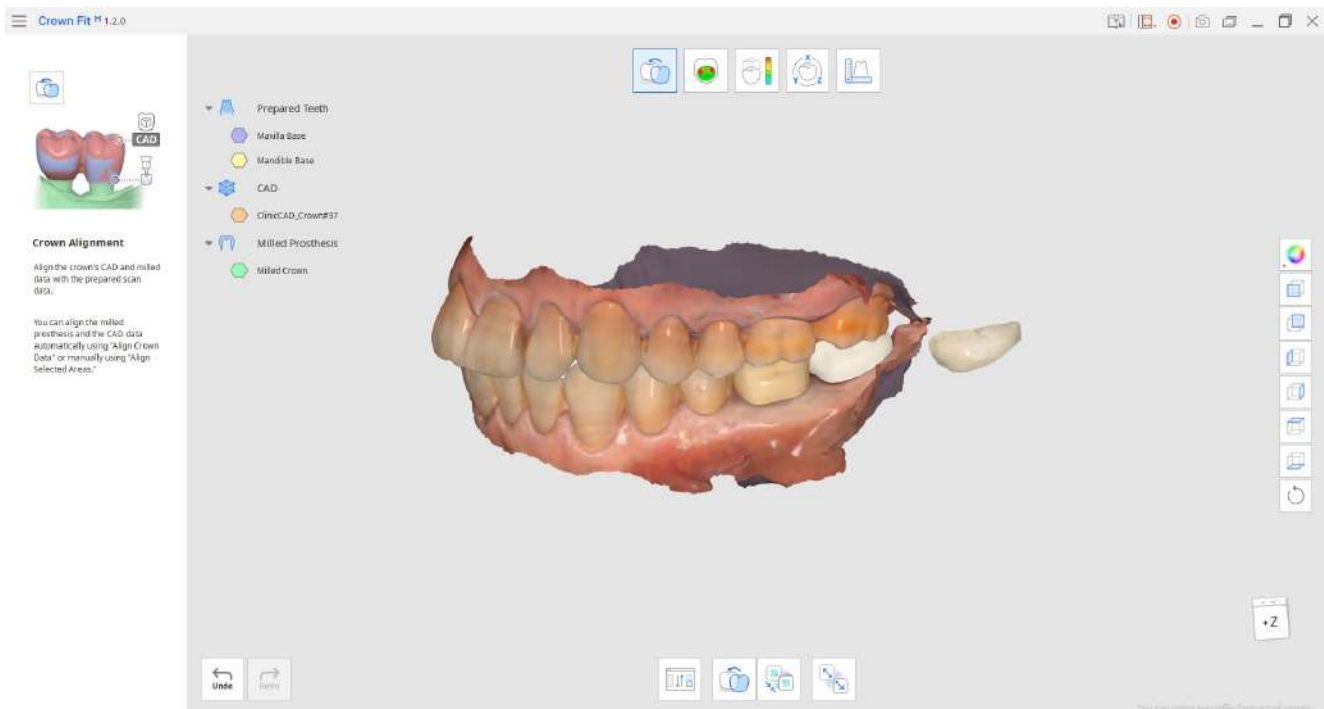 Crown Fit M 1.2.0
CAD
Crown Alignment
Align the crown's CAD and milled
data with the prepared scan
data.
You can align the milled
prosthesis and the CAD data
automatically using "Align Crown
Data" or manually using "Align
Selected Areas."
Prepared Teeth
Maxilla Base
Mandible Base
CAD
ClinicCAD_Crown#37
Milled Prosthesis
Milled Crown
X
Y
Z
+Z
Undo
Redo